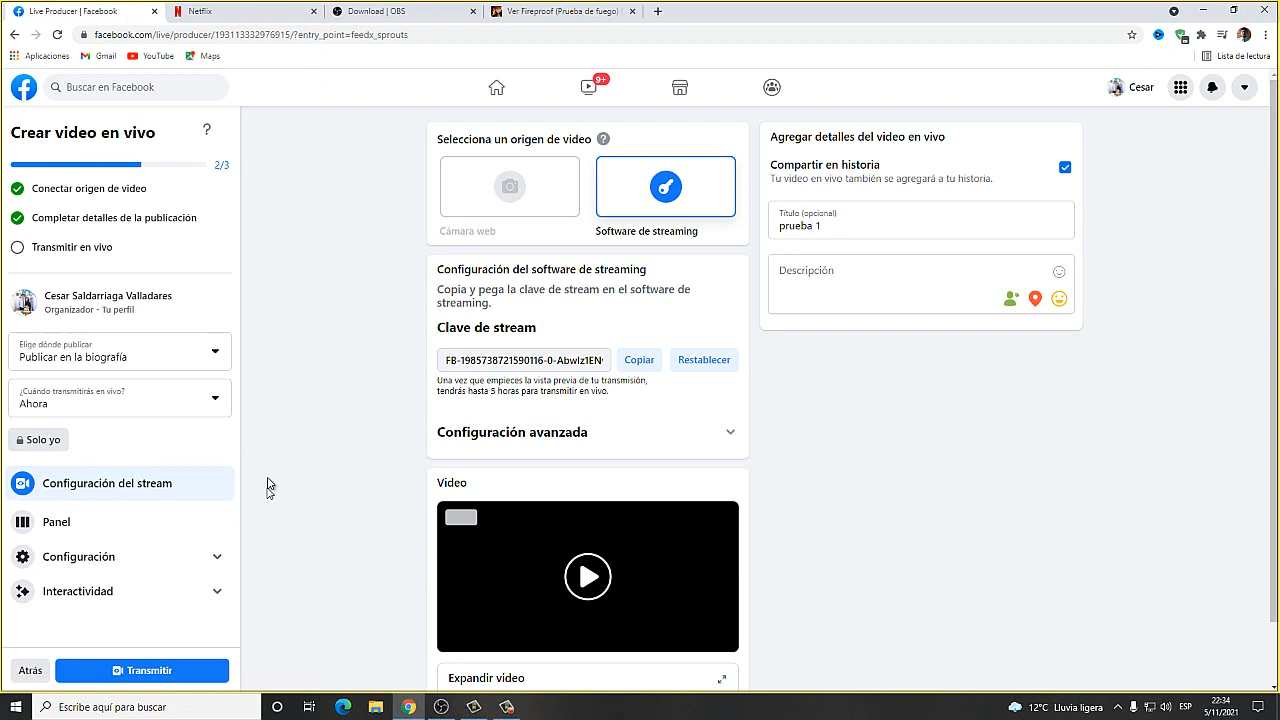 Live Producer | Facebook
Netflix
Download | OBS
Ver Fireproof (Prueba de fuego)
facebook.com/live/producer/193113332976915/?entry_point=feedx_sprouts
Aplicaciones
Gmail
YouTube
Maps
Lista de lectura
Buscar en Facebook
9+
Cesar
Crear video en vivo
?
2/3
Conectar origen de video
Completar detalles de la publicación
Transmitir en vivo
Cesar Saldarriaga Valladares
Organizador - Tu perfil
Elige dónde publicar
Publicar en la biografía
¿Cuándo transmitirás en vivo?
Ahora
Solo yo
Configuración del stream
Panel
Configuración
Interactividad
Atrás
Transmitir
Selecciona un origen de video
Cámara web
Software de streaming
Configuración del software de streaming
Copia y pega la clave de stream en el software de
streaming.
Clave de stream
FB-1985738721590116-0-AbwIz1EN
Copiar
Restablecer
Una vez que empieces la vista previa de tu transmisión,
tendrás hasta 5 horas para transmitir en vivo.
Configuración avanzada
Video
Expandir video
Agregar detalles del video en vivo
Compartir en historia
Tu video en vivo también se agregará a tu historia.
Título (opcional)
prueba 1
Descripción
Escribe aquí para buscar
12°C Lluvia ligera
ESP
22:34
5/11/2021